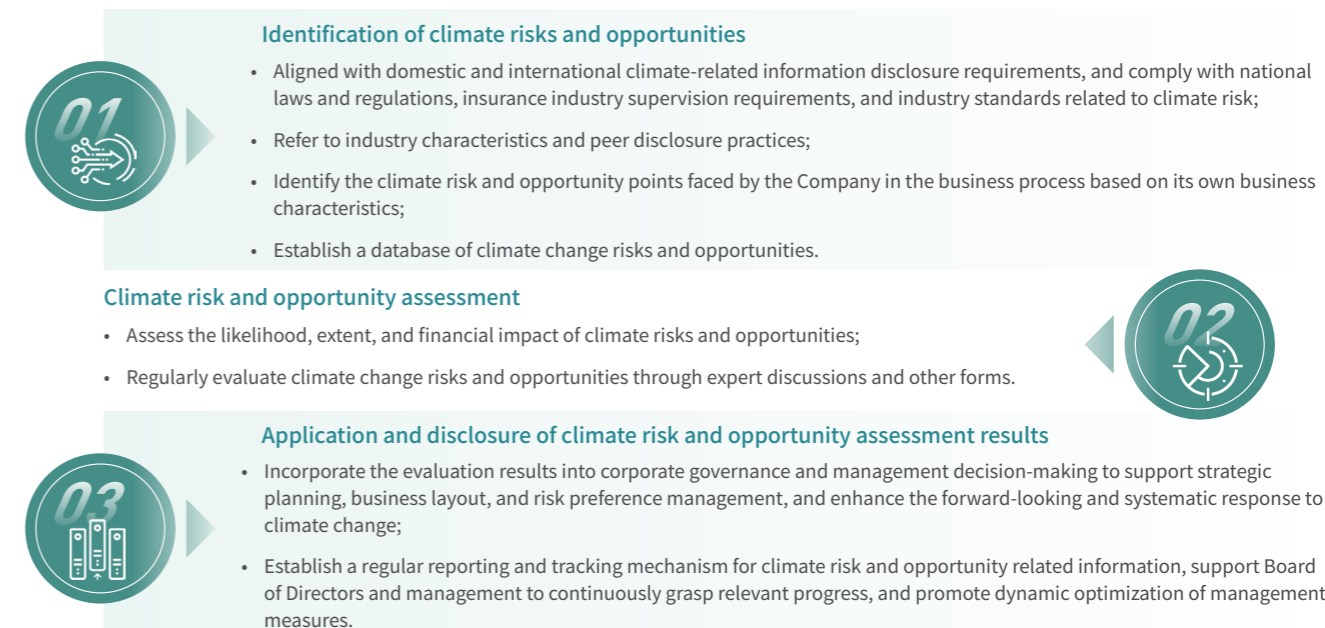 01
Identification of climate risks and opportunities
• Aligned with domestic and international climate-related information disclosure requirements, and comply with national
laws and regulations, insurance industry supervision requirements, and industry standards related to climate risk;
• Refer to industry characteristics and peer disclosure practices;
• Identify the climate risk and opportunity points faced by the Company in the business process based on its own business
characteristics;
• Establish a database of climate change risks and opportunities.
02
Climate risk and opportunity assessment
• Assess the likelihood, extent, and financial impact of climate risks and opportunities;
• Regularly evaluate climate change risks and opportunities through expert discussions and other forms.
03
Application and disclosure of climate risk and opportunity assessment results
• Incorporate the evaluation results into corporate governance and management decision-making to support strategic
planning, business layout, and risk preference management, and enhance the forward-looking and systematic response to
climate change;
• Establish a regular reporting and tracking mechanism for climate risk and opportunity related information, support Board
of Directors and management to continuously grasp relevant progress, and promote dynamic optimization of management
measures.